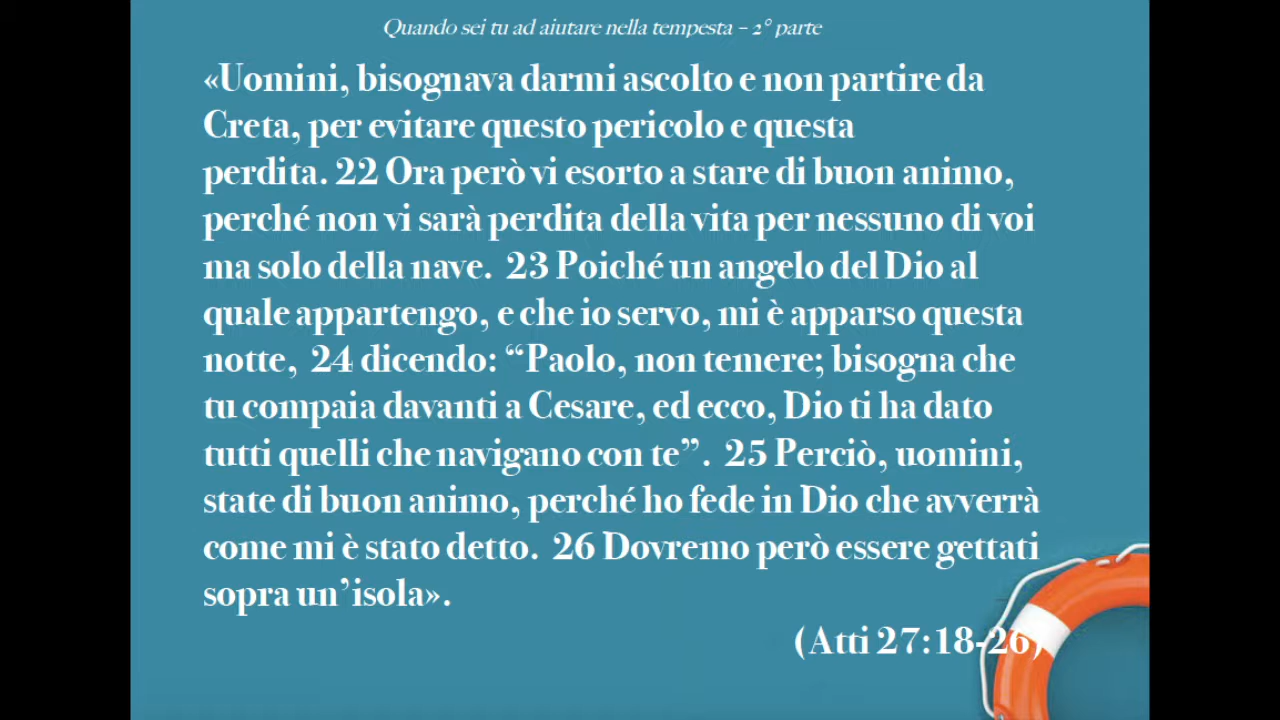 Quando sei tu ad aiutare nella tempesta – 2° parte
«Uomini, bisognava darmi ascolto e non partire da
Creta, per evitare questo pericolo e questa
perdita. 22 Ora però vi esorto a stare di buon animo,
perché non vi sarà perdita della vita per nessuno di voi
ma solo della nave. 23 Poiché un angelo del Dio al
quale appartengo, e che io servo, mi è apparso questa
notte, 24 dicendo: “Paolo, non temere; bisogna che
tu compaia davanti a Cesare, ed ecco, Dio ti ha dato
tutti quelli che navigano con te”. 25 Perciò, uomini,
state di buon animo, perché ho fede in Dio che avverrà
come mi è stato detto. 26 Dovremo però essere gettati
sopra un’isola».
(Atti 27:18-26)